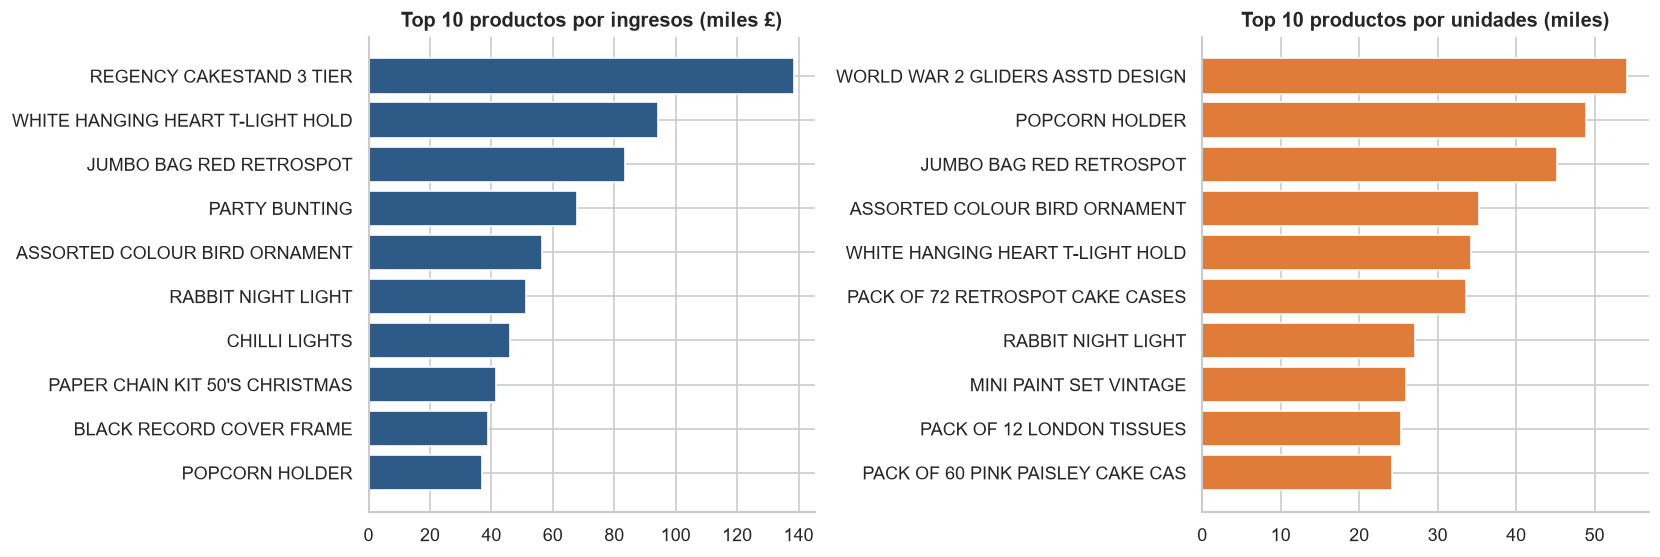 Top 10 productos por ingresos (miles £)
REGENCY CAKESTAND 3 TIER
WHITE HANGING HEART T-LIGHT HOLD
JUMBO BAG RED RETROSPOT
PARTY BUNTING
ASSORTED COLOUR BIRD ORNAMENT
RABBIT NIGHT LIGHT
CHILLI LIGHTS
PAPER CHAIN KIT 50'S CHRISTMAS
BLACK RECORD COVER FRAME
POPCORN HOLDER
0 20 40 60 80 100 120 140
Top 10 productos por unidades (miles)
WORLD WAR 2 GLIDERS ASSTD DESIGN
POPCORN HOLDER
JUMBO BAG RED RETROSPOT
ASSORTED COLOUR BIRD ORNAMENT
WHITE HANGING HEART T-LIGHT HOLD
PACK OF 72 RETROSPOT CAKE CASES
RABBIT NIGHT LIGHT
MINI PAINT SET VINTAGE
PACK OF 12 LONDON TISSUES
PACK OF 60 PINK PAISLEY CAKE CAS
0 10 20 30 40 50